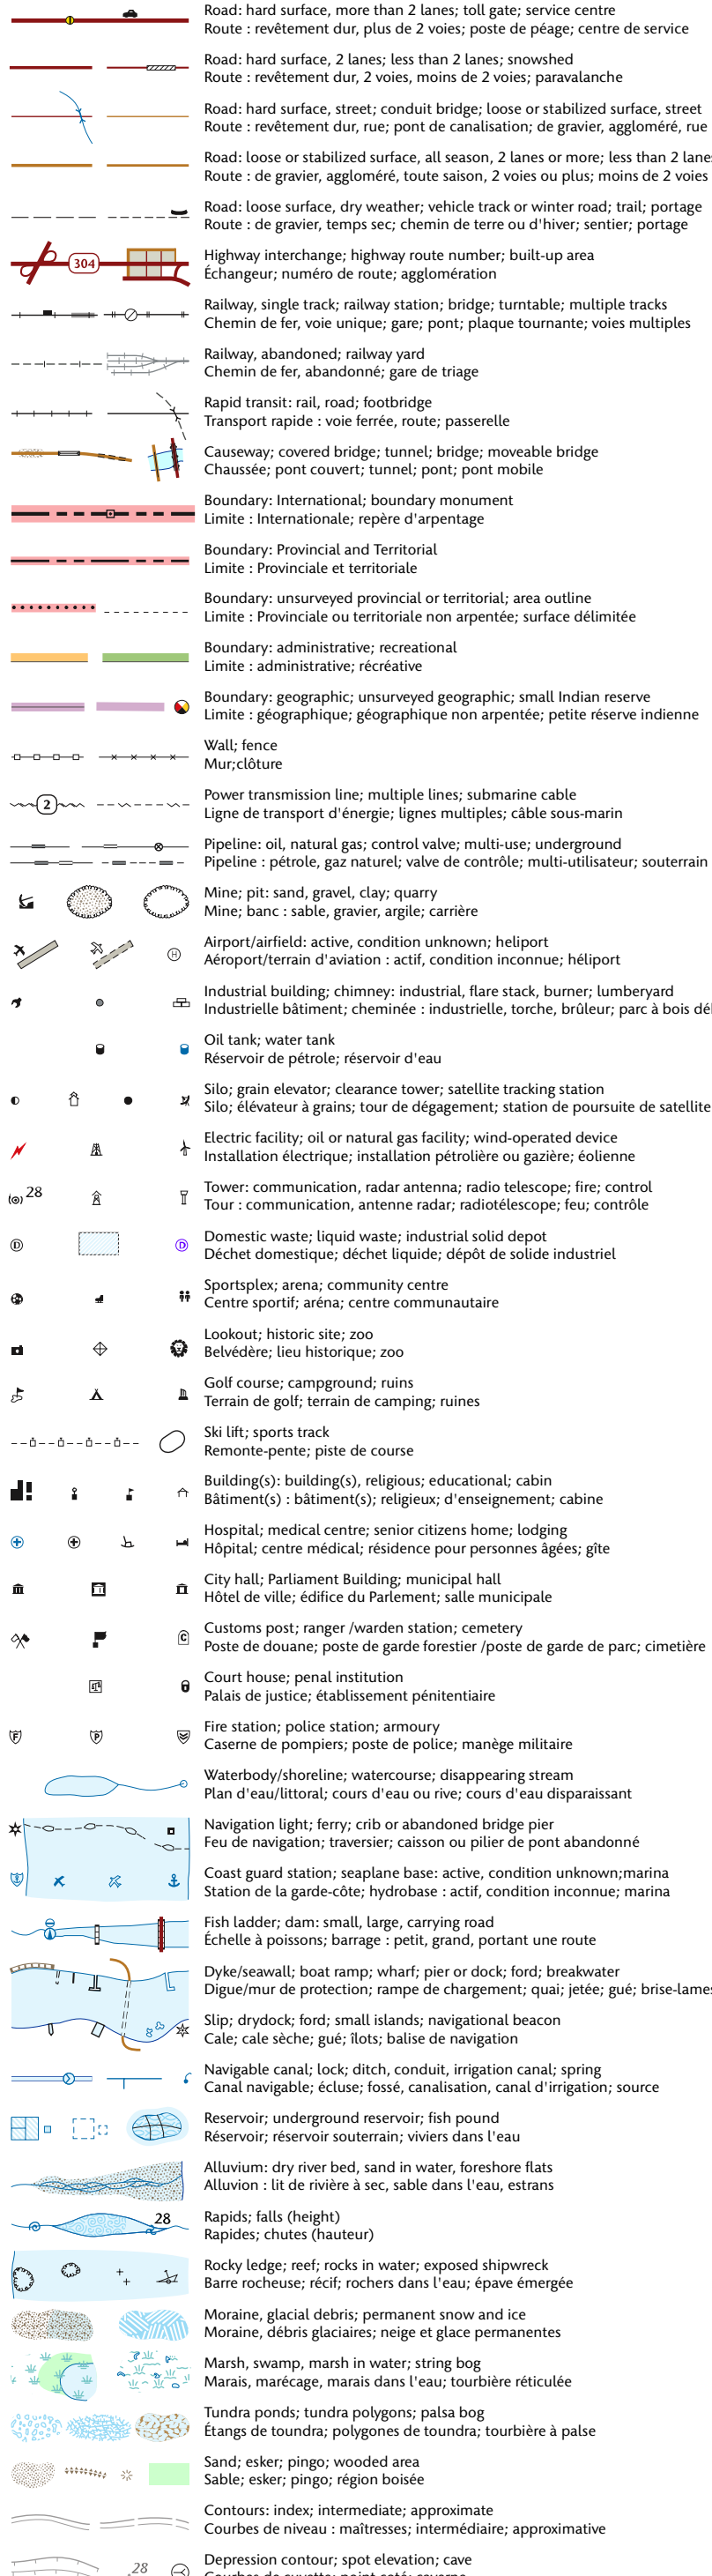 Road: hard surface, more than 2 lanes; toll gate; service centre
Route : revêtement dur, plus de 2 voies; poste de péage; centre de service
Road: hard surface, 2 lanes; less than 2 lanes; snowshed
Route : revêtement dur, 2 voies, moins de 2 voies; paravalanche
Road: hard surface, street; conduit bridge; loose or stabilized surface, street
Route : revêtement dur, rue; pont de canalisation; de gravier, aggloméré, rue
Road: loose or stabilized surface, all season, 2 lanes or more; less than 2 lane
Route : de gravier, aggloméré, toute saison, 2 voies ou plus; moins de 2 voies
Road: loose surface, dry weather; vehicle track or winter road; trail; portage
Route : de gravier, temps sec; chemin de terre ou d'hiver; sentier; portage
304
Highway interchange; highway route number; built-up area
Échangeur; numéro de route; agglomération
Railway, single track; railway station; bridge; turntable; multiple tracks
Chemin de fer, voie unique; gare; pont; plaque tournante; voies multiples
Railway, abandoned; railway yard
Chemin de fer, abandonné; gare de triage
Rapid transit: rail, road; footbridge
Transport rapide : voie ferrée, route; passerelle
Causeway; covered bridge; tunnel; bridge; moveable bridge
Chaussée; pont couvert; tunnel; pont; pont mobile
Boundary: International; boundary monument
Limite : Internationale; repère d'arpentage
Boundary: Provincial and Territorial
Limite : Provinciale et territoriale
Boundary: unsurveyed provincial or territorial; area outline
Limite : Provinciale ou territoriale non arpentée; surface délimitée
Boundary: administrative; recreational
Limite : administrative; récréative
Boundary: geographic; unsurveyed geographic; small Indian reserve
Limite : géographique; géographique non arpentée; petite réserve indienne
Wall; fence
Mur;clôture
2
Power transmission line; multiple lines; submarine cable
Ligne de transport d'énergie; lignes multiples; câble sous-marin
Pipeline: oil, natural gas; control valve; multi-use; underground
Pipeline : pétrole, gaz naturel; valve de contrôle; multi-utilisateur; souterrain
Mine; pit: sand, gravel, clay; quarry
Mine; banc : sable, gravier, argile; carrière
H
Airport/airfield: active, condition unknown; heliport
Aéroport/terrain d'aviation : actif, condition inconnue; héliport
Industrial building; chimney: industrial, flare stack, burner; lumberyard
Industrielle bâtiment; cheminée : industrielle, torche, brûleur; parc à bois dé
Oil tank; water tank
Réservoir de pétrole; réservoir d'eau
Silo; grain elevator; clearance tower; satellite tracking station
Silo; élévateur à grains; tour de dégagement; station de poursuite de satellite
Electric facility; oil or natural gas facility; wind-operated device
Installation électrique; installation pétrolière ou gazière; éolienne
28
Tower: communication, radar antenna; radio telescope; fire; control
Tour : communication, antenne radar; radiotélescope; feu; contrôle
D D
Domestic waste; liquid waste; industrial solid depot
Déchet domestique; déchet liquide; dépôt de solide industriel
Sportsplex; arena; community centre
Centre sportif; aréna; centre communautaire
Lookout; historic site; zoo
Belvédère; lieu historique; zoo
Golf course; campground; ruins
Terrain de golf; terrain de camping; ruines
Ski lift; sports track
Remonte-pente; piste de course
Building(s): building(s), religious; educational; cabin
Bâtiment(s) : bâtiment(s); religieux; d'enseignement; cabine
Hospital; medical centre; senior citizens home; lodging
Hôpital; centre médical; résidence pour personnes âgées; gîte
City hall; Parliament Building; municipal hall
Hôtel de ville; édifice du Parlement; salle municipale
C
Customs post; ranger /warden station; cemetery
Poste de douane; poste de garde forestier /poste de garde de parc; cimetière
Court house; penal institution
Palais de justice; établissement pénitentiaire
F P
Fire station; police station; armoury
Caserne de pompiers; poste de police; manège militaire
Waterbody/shoreline; watercourse; disappearing stream
Plan d'eau/littoral; cours d'eau ou rive; cours d'eau disparaissant
Navigation light; ferry; crib or abandoned bridge pier
Feu de navigation; traversier; caisson ou pilier de pont abandonné
Coast guard station; seaplane base: active, condition unknown;marina
Station de la garde-côte; hydrobase : actif, condition inconnue; marina
Fish ladder; dam: small, large, carrying road
Échelle à poissons; barrage : petit, grand, portant une route
Dyke/seawall; boat ramp; wharf; pier or dock; ford; breakwater
Digue/mur de protection; rampe de chargement; quai; jetée; gué; brise-lames
Slip; drydock; ford; small islands; navigational beacon
Cale; cale sèche; gué; îlots; balise de navigation
Navigable canal; lock; ditch, conduit, irrigation canal; spring
Canal navigable; écluse; fossé, canalisation, canal d'irrigation; source
Reservoir; underground reservoir; fish pound
Réservoir; réservoir souterrain; viviers dans l'eau
Alluvium: dry river bed, sand in water, foreshore flats
Alluvion : lit de rivière à sec, sable dans l'eau, estrans
28
Rapids; falls (height)
Rapides; chutes (hauteur)
Rocky ledge; reef; rocks in water; exposed shipwreck
Barre rocheuse; récif; rochers dans l'eau; épave émergée
Moraine, glacial debris; permanent snow and ice
Moraine, débris glaciaires; neige et glace permanentes
Marsh, swamp, marsh in water; string bog
Marais, marécage, marais dans l'eau; tourbière réticulée
Tundra ponds; tundra polygons; palsa bog
Étangs de toundra; polygones de toundra; tourbière à palse
Sand; esker; pingo; wooded area
Sable; esker; pingo; région boisée
Contours: index; intermediate; approximate
Courbes de niveau : maîtresses; intermédiaire; approximative
.28
Depression contour; spot elevation; cave